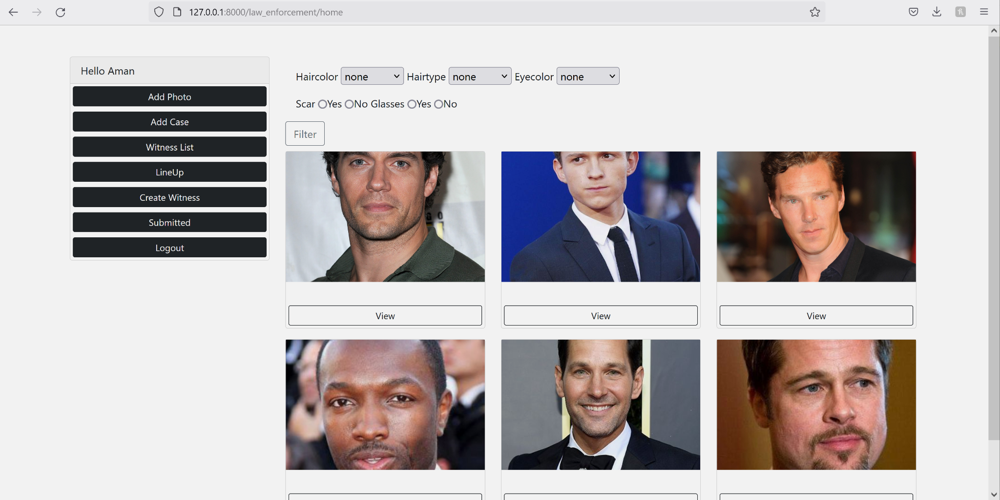 127.0.0.1:8000/law_enforcement/home
Hello Aman
Add Photo
Add Case
Witness List
LineUp
Create Witness
Submitted
Logout
Haircolor none Hairtype none Eyecolor none
Scar Yes No Glasses Yes No
Filter
View View View